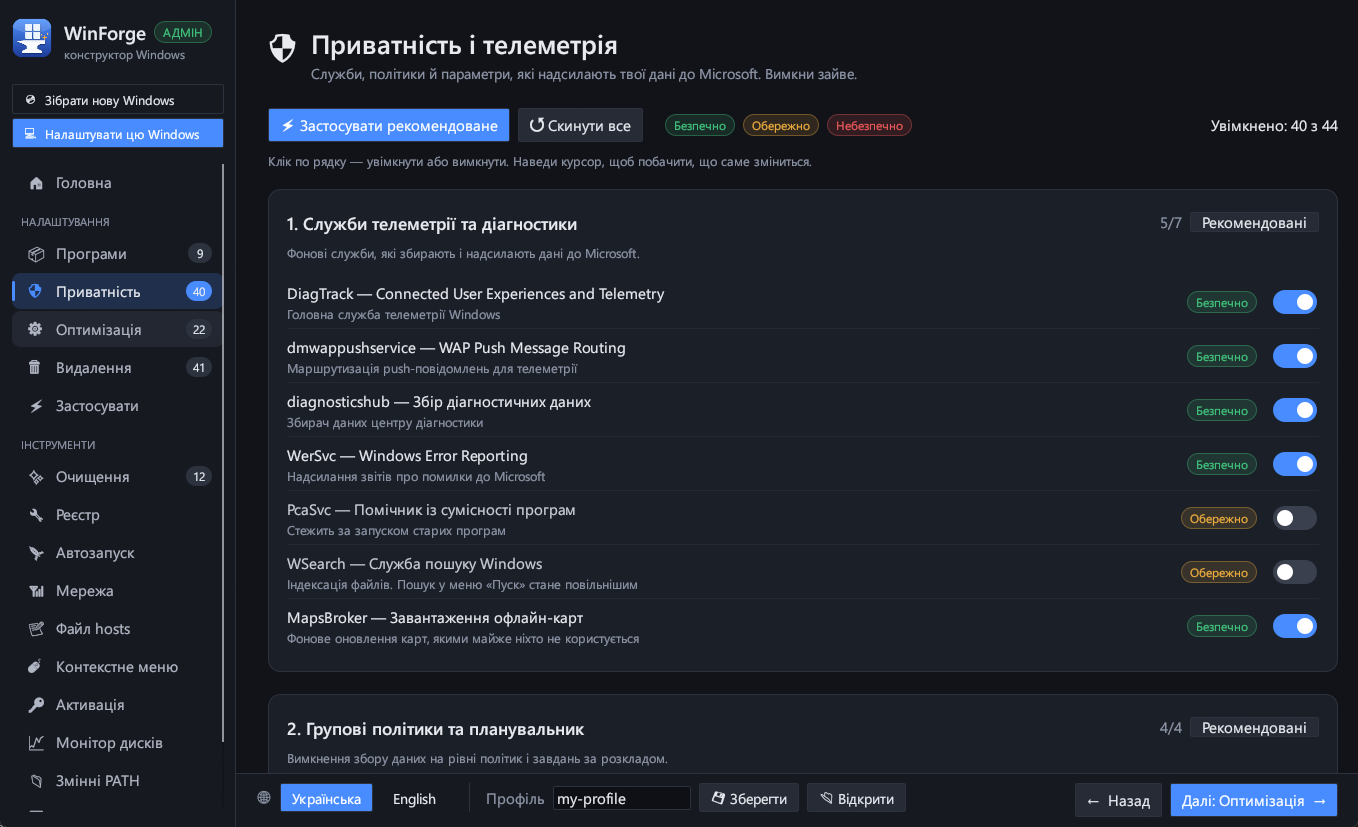 WinForge АДМІН
конструктор Windows
Зібрати нову Windows
Налаштувати цю Windows
Головна
НАЛАШТУВАННЯ
Програми 9
Приватність 40
Оптимізація 22
Видалення 41
Застосувати
ІНСТРУМЕНТИ
Очищення 12
Реєстр
Автозапуск
Мережа
Файл hosts
Контекстне меню
Активація
Монітор дисків
Змінні PATH
Приватність і телеметрія
Служби, політики й параметри, які надсилають твої дані до Microsoft. Вимкни зайве.
Застосувати рекомендоване Скинути все Безпечно Обережно Небезпечно Увімкнено: 40 з 44
Клік по рядку — увімкнути або вимкнути. Наведи курсор, щоб побачити, що саме зміниться.
1. Служби телеметрії та діагностики 5/7 Рекомендовані
Фонові служби, які збирають і надсилають дані до Microsoft.
DiagTrack — Connected User Experiences and Telemetry
Головна служба телеметрії Windows
Безпечно
dmwappushservice — WAP Push Message Routing
Маршрутизація push-повідомлень для телеметрії
Безпечно
diagnosticshub — Збір діагностичних даних
Збирач даних центру діагностики
Безпечно
WerSvc — Windows Error Reporting
Надсилання звітів про помилки до Microsoft
Безпечно
PcaSvc — Помічник із сумісності програм
Стежить за запуском старих програм
Обережно
WSearch — Служба пошуку Windows
Індексація файлів. Пошук у меню «Пуск» стане повільнішим
Обережно
MapsBroker — Завантаження офлайн-карт
Фонове оновлення карт, якими майже ніхто не користується
Безпечно
2. Групові політики та планувальник 4/4 Рекомендовані
Вимкнення збору даних на рівні політик і завдань за розкладом.
Українська English Профіль my-profile Зберегти Відкрити ← Назад Далі: Оптимізація →